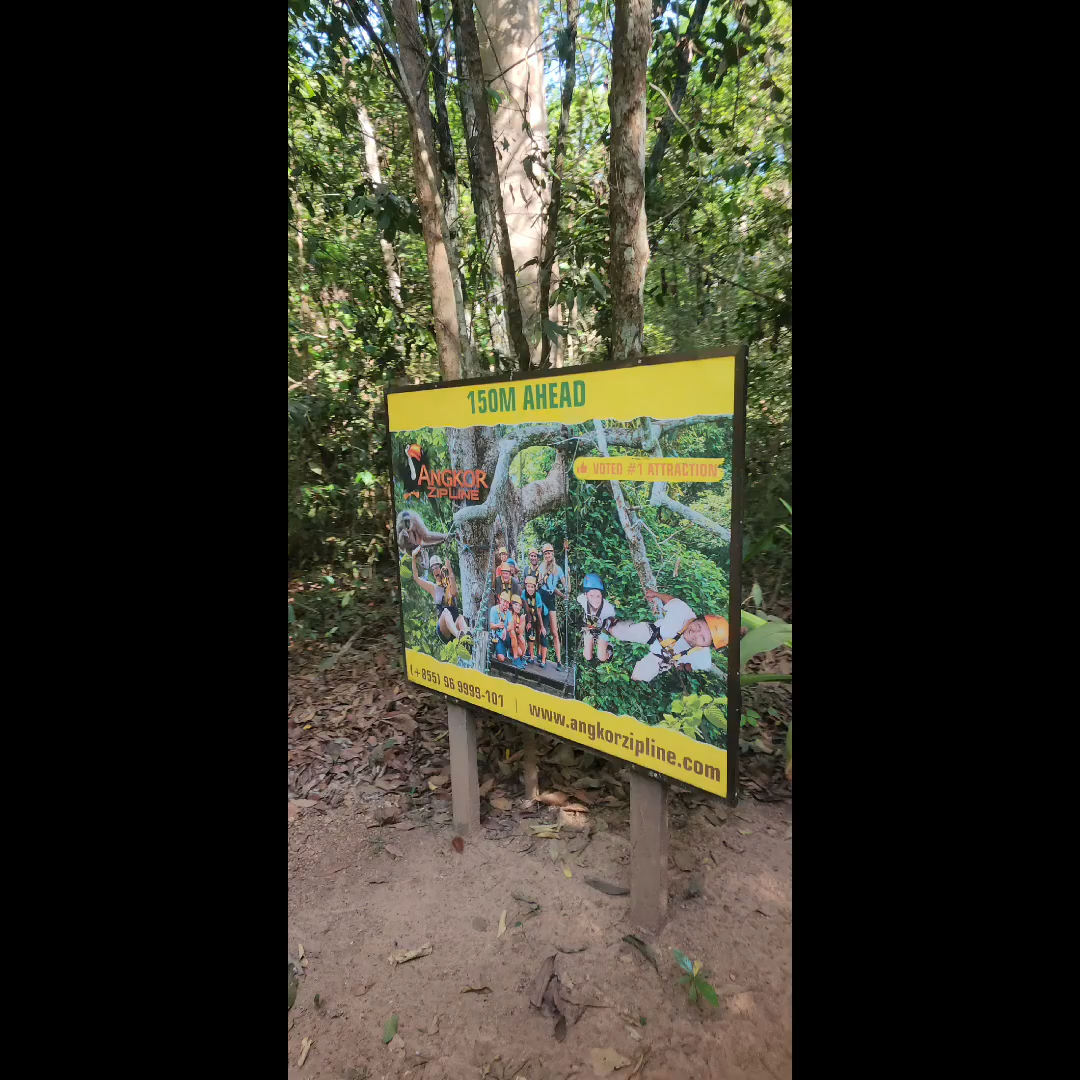 150M AHEAD
ANGKOR
ZIPLINE
VOTED #1 ATTRACTION
(+855) 96 9999-101 | www.angkorzipline.com